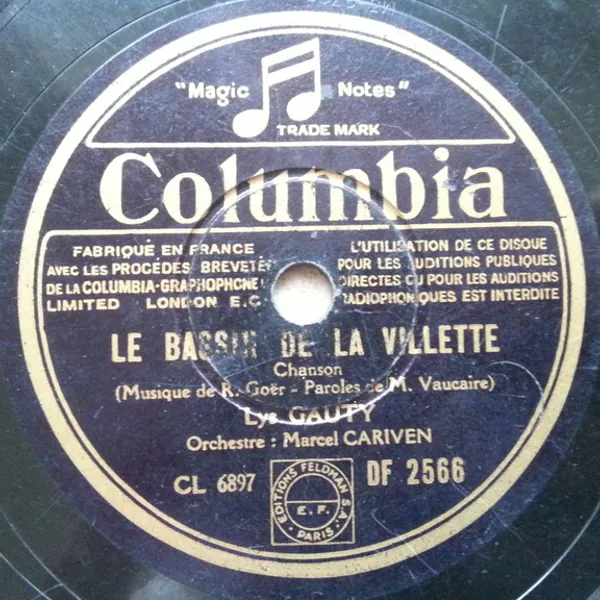 "Magic Notes"
TRADE MARK
Columbia
FABRIQUÉ EN FRANCE
AVEC LES PROCÉDÉS BREVETÉS
DE LA COLUMBIA-GRAPHOPHONE
LIMITED LONDON E.C.
L'UTILISATION DE CE DISQUE
POUR LES AUDITIONS PUBLIQUES
DIRECTES OU POUR LES AUDITIONS
RADIOPHONIQUES EST INTERDITE
LE BASSIN DE LA VILLETTE
Chanson
(Musique de R. Goër - Paroles de M. Vaucaire)
Lys GAUTY
Orchestre : Marcel CARIVEN
CL 6897
EDITIONS FELDMAN S.A.
E. F.
PARIS
DF 2566